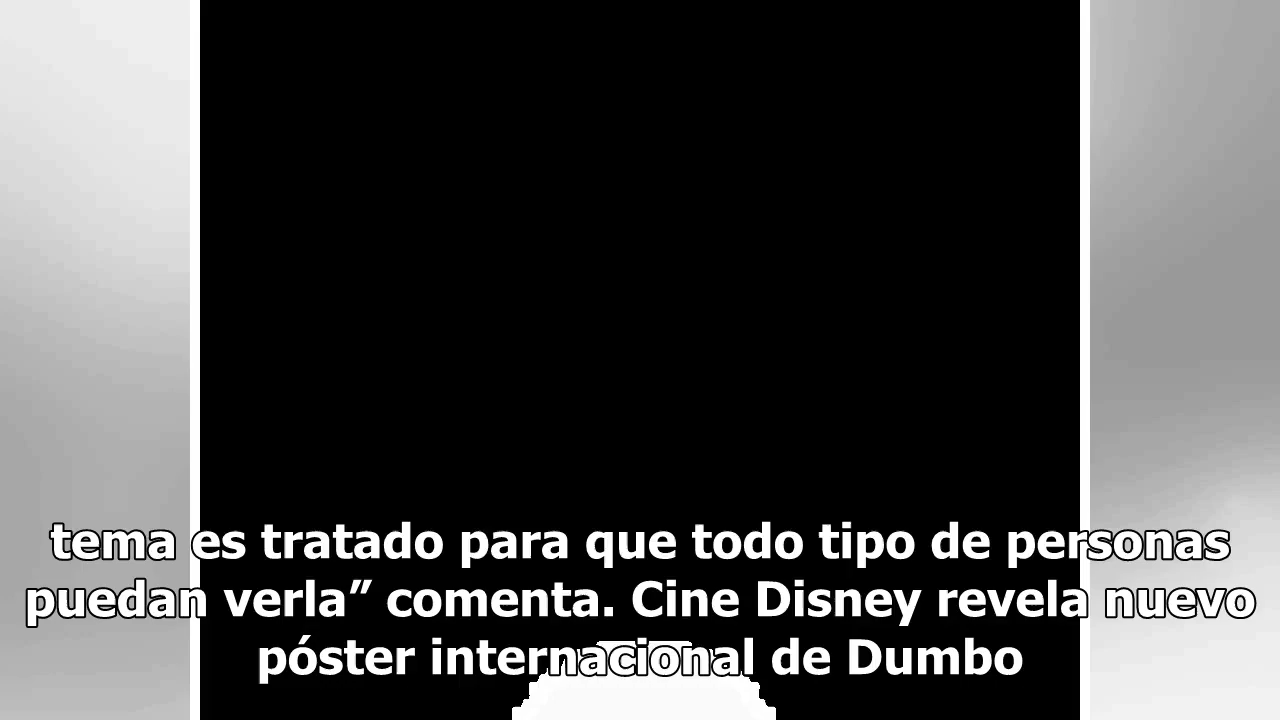 tema es tratado para que todo tipo de personas
puedan verla” comenta. Cine Disney revela nuevo
póster internacional de Dumbo